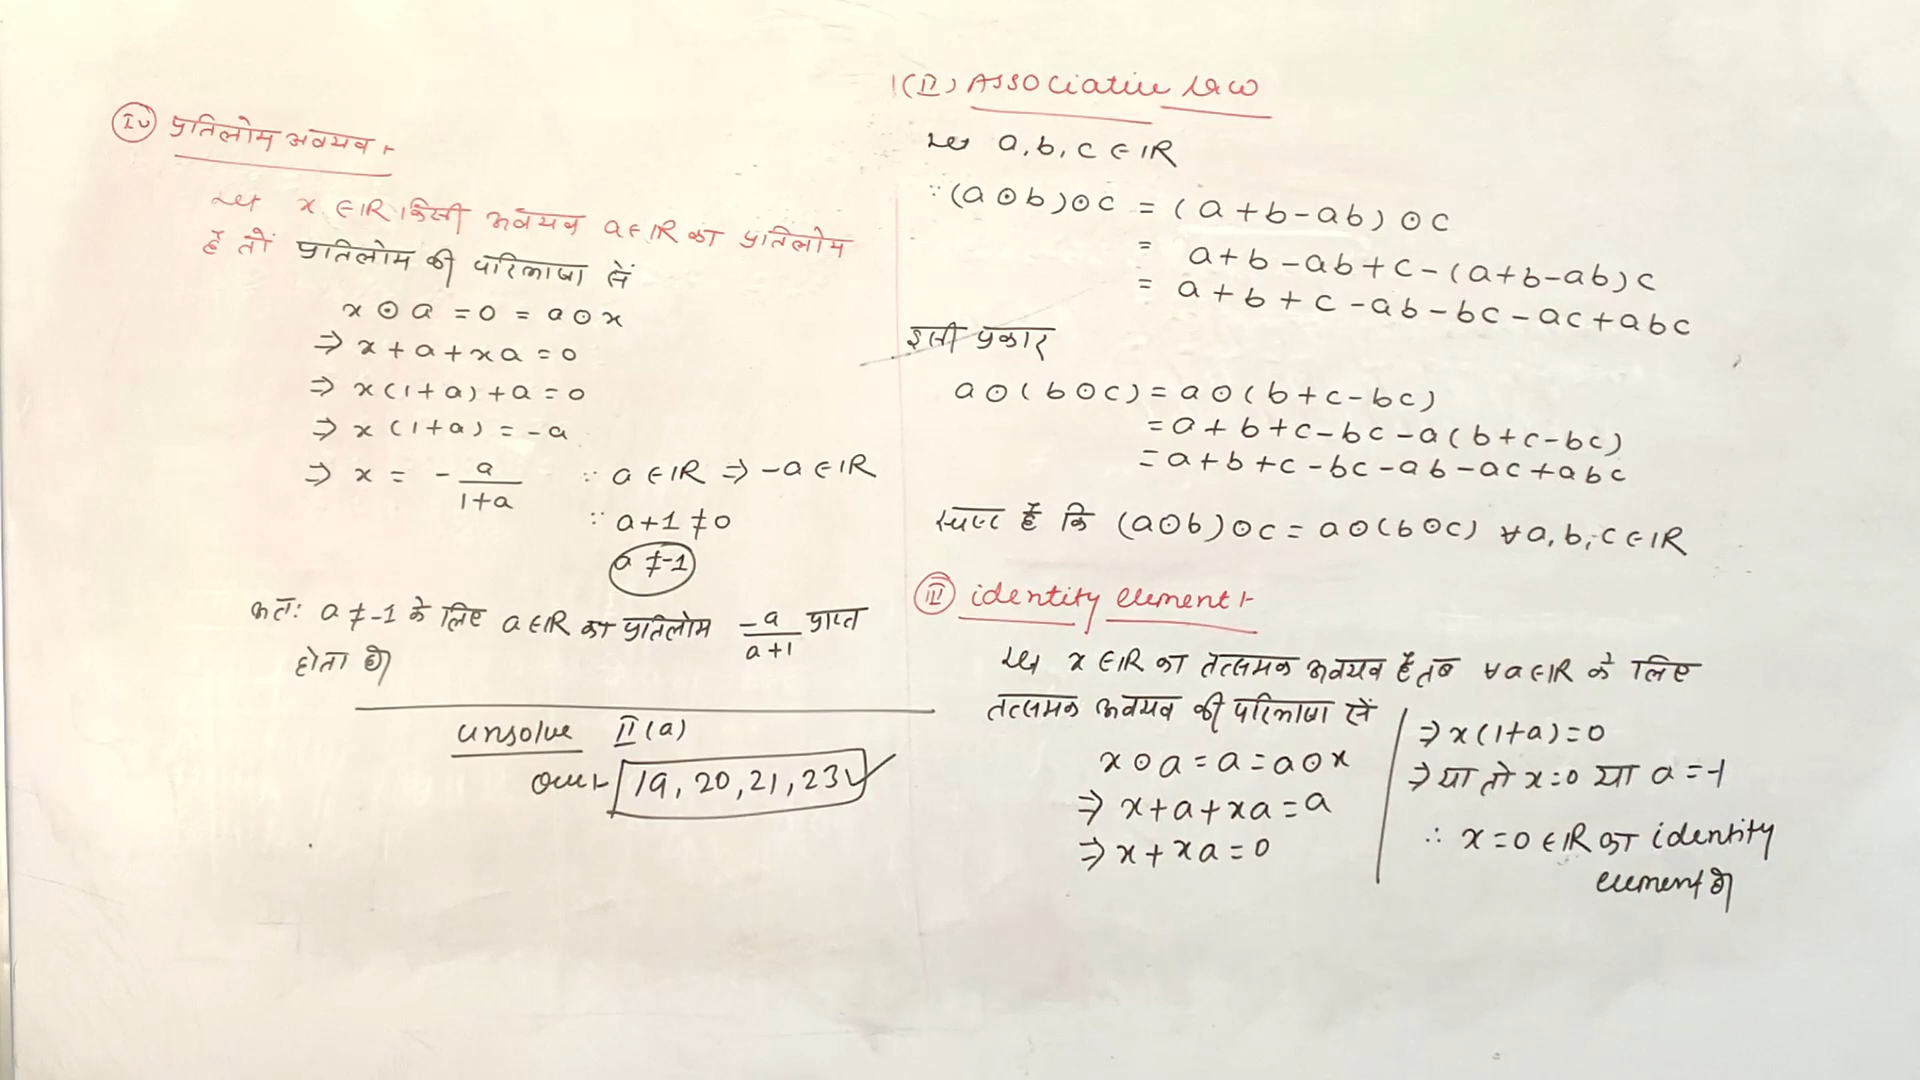 (IV) प्रतिलोम अवयव :-
Let x ∈ IR किसी अवयव a ∈ IR का प्रतिलोम
है तो प्रतिलोम की परिभाषा से
x ⊙ a = 0 = a ⊙ x
⇒ x + a + xa = 0
⇒ x(1+a) + a = 0
⇒ x(1+a) = -a
⇒ x = - a/(1+a) ∵ a ∈ IR ⇒ -a ∈ IR
∵ a+1 ≠ 0
a ≠ -1
अतः a ≠ -1 के लिए a ∈ IR का प्रतिलोम -a/(a+1) प्राप्त
होता है
unsolve II(a)
Que :- 19, 20, 21, 23
(II) Associative law
Let a, b, c ∈ IR
∵ (a ⊙ b) ⊙ c = (a+b-ab) ⊙ c
= a+b-ab+c-(a+b-ab)c
= a+b+c-ab-bc-ac+abc
इसी प्रकार
a ⊙ (b ⊙ c) = a ⊙ (b+c-bc)
= a+b+c-bc-a(b+c-bc)
= a+b+c-bc-ab-ac+abc
स्पष्ट है कि (a ⊙ b) ⊙ c = a ⊙ (b ⊙ c) ∀ a, b, c ∈ IR
(III) identity element :-
Let x ∈ IR का तत्समक अवयव है तब ∀ a ∈ IR के लिए
तत्समक अवयव की परिभाषा से
x ⊙ a = a = a ⊙ x
⇒ x + a + xa = a
⇒ x + xa = 0
⇒ x(1+a) = 0
⇒ या तो x = 0 या a = -1
∴ x = 0 ∈ IR का identity
element है